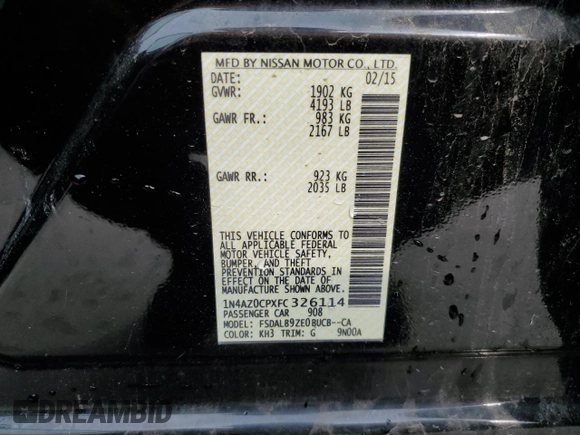 MFD BY NISSAN MOTOR CO., LTD.
DATE: 02/15
GVWR: 1902 KG
4193 LB
GAWR FR.: 983 KG
2167 LB
GAWR RR.: 923 KG
2035 LB
THIS VEHICLE CONFORMS TO
ALL APPLICABLE FEDERAL
MOTOR VEHICLE SAFETY,
BUMPER, AND THEFT
PREVENTION STANDARDS IN
EFFECT ON THE DATE OF
MANUFACTURE SHOWN ABOVE.
1N4AZ0CPXFC326114
PASSENGER CAR 908
MODEL: FSDALB9ZE0BUCB--CA
COLOR: KH3 TRIM: G 9N00A
DREAMBID